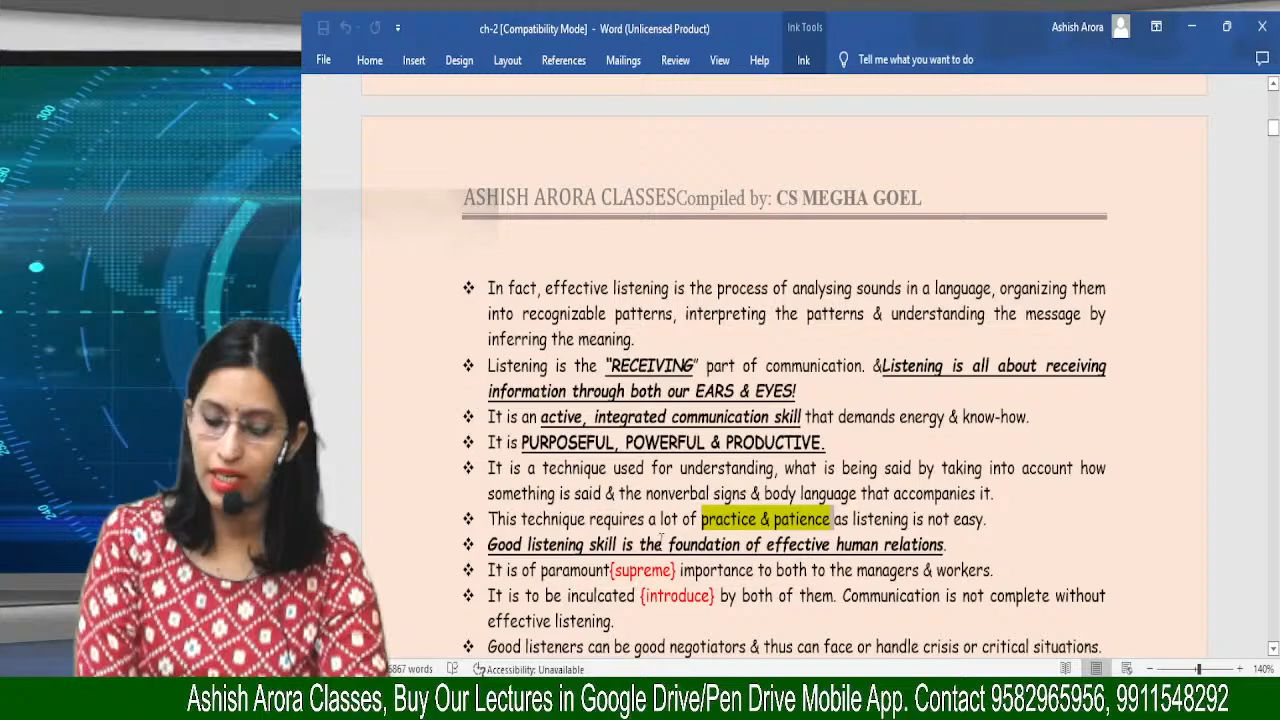 ch-2 [Compatibility Mode] - Word (Unlicensed Product)
Ink Tools
Ashish Arora
File Home Insert Design Layout References Mailings Review View Help Ink Tell me what you want to do
300
ASHISH ARORA CLASSESCompiled by: CS MEGHA GOEL
❖ In fact, effective listening is the process of analysing sounds in a language, organizing them
into recognizable patterns, interpreting the patterns & understanding the message by
inferring the meaning.
❖ Listening is the “RECEIVING” part of communication. &Listening is all about receiving
information through both our EARS & EYES!
❖ It is an active, integrated communication skill that demands energy & know-how.
❖ It is PURPOSEFUL, POWERFUL & PRODUCTIVE.
❖ It is a technique used for understanding, what is being said by taking into account how
something is said & the nonverbal signs & body language that accompanies it.
❖ This technique requires a lot of practice & patience as listening is not easy.
❖ Good listening skill is the foundation of effective human relations.
❖ It is of paramount{supreme} importance to both to the managers & workers.
❖ It is to be inculcated {introduce} by both of them. Communication is not complete without
effective listening.
❖ Good listeners can be good negotiators & thus can face or handle crisis or critical situations.
6867 words Accessibility: Unavailable 140%
Ashish Arora Classes, Buy Our Lectures in Google Drive/Pen Drive Mobile App. Contact 9582965956, 9911548292